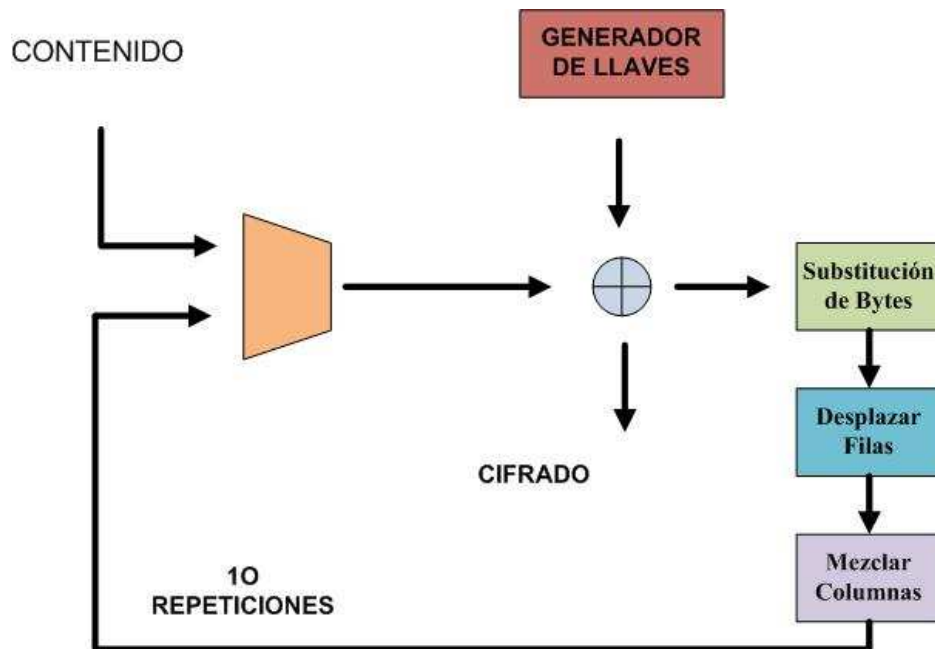 CONTENIDO
GENERADOR
DE LLAVES
Substitución
de Bytes
Desplazar
Filas
CIFRADO
Mezclar
Columnas
1O
REPETICIONES